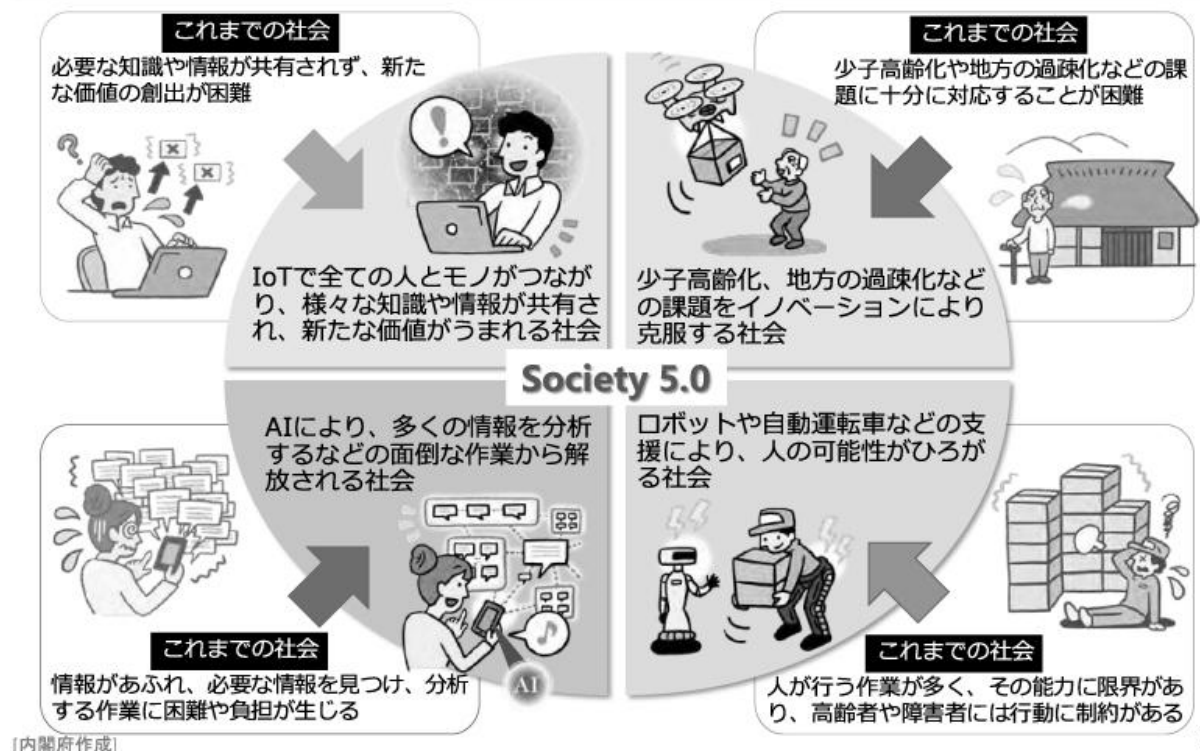 これまでの社会
必要な知識や情報が共有されず、新た
な価値の創出が困難
これまでの社会
少子高齢化や地方の過疎化などの課
題に十分に対応することが困難
IoTで全ての人とモノがつなが
り、様々な知識や情報が共有さ
れ、新たな価値がうまれる社会
少子高齢化、地方の過疎化など
の課題をイノベーションにより
克服する社会
Society 5.0
AIにより、多くの情報を分析
するなどの面倒な作業から解
放される社会
ロボットや自動運転車などの支
援により、人の可能性がひろが
る社会
AI
これまでの社会
情報があふれ、必要な情報を見つけ、分析
する作業に困難や負担が生じる
これまでの社会
人が行う作業が多く、その能力に限界があ
り、高齢者や障害者には行動に制約がある
[内閣府作成]